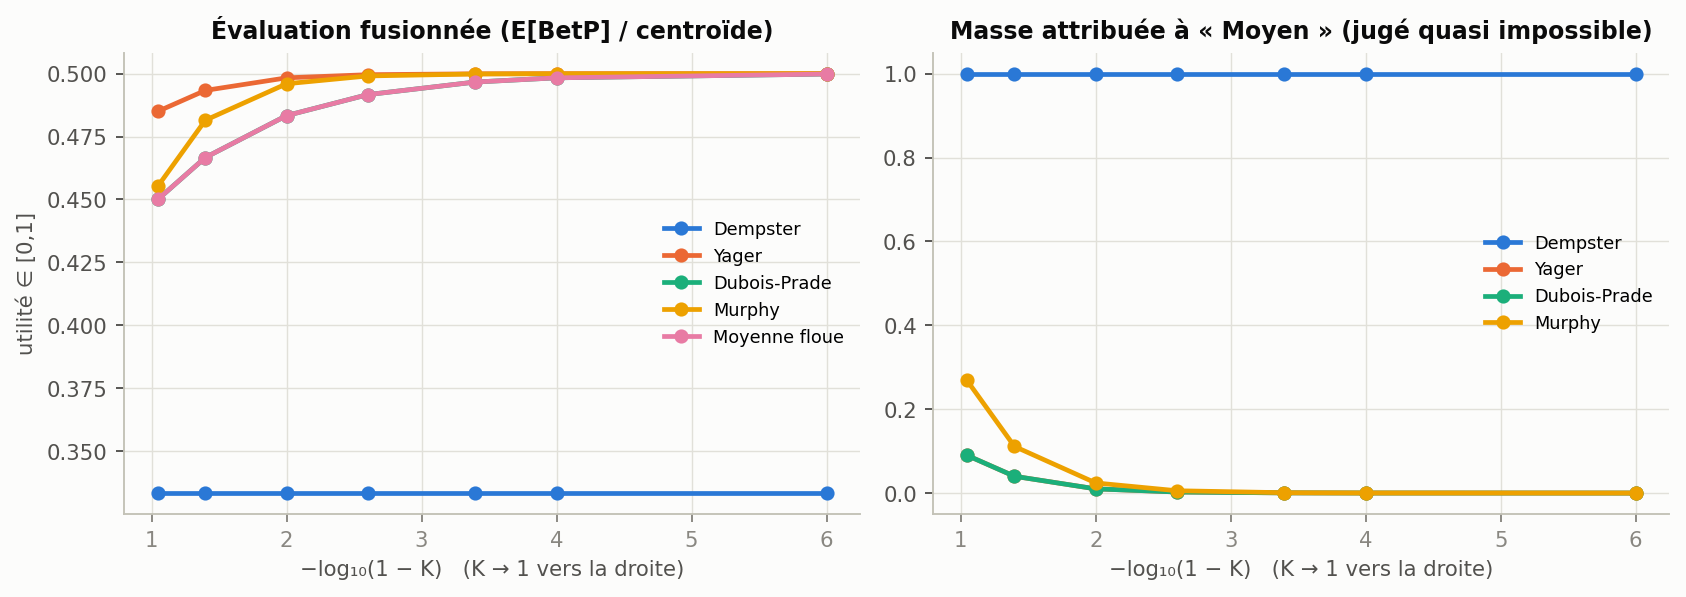 Évaluation fusionnée (E[BetP] / centroïde)
utilité ∈ [0,1]
0.500
0.475
0.450
0.425
0.400
0.375
0.350
Dempster
Yager
Dubois-Prade
Murphy
Moyenne floue
1 2 3 4 5 6
−log₁₀(1 − K) (K → 1 vers la droite)
Masse attribuée à « Moyen » (jugé quasi impossible)
1.0
0.8
0.6
0.4
0.2
0.0
Dempster
Yager
Dubois-Prade
Murphy
1 2 3 4 5 6
−log₁₀(1 − K) (K → 1 vers la droite)